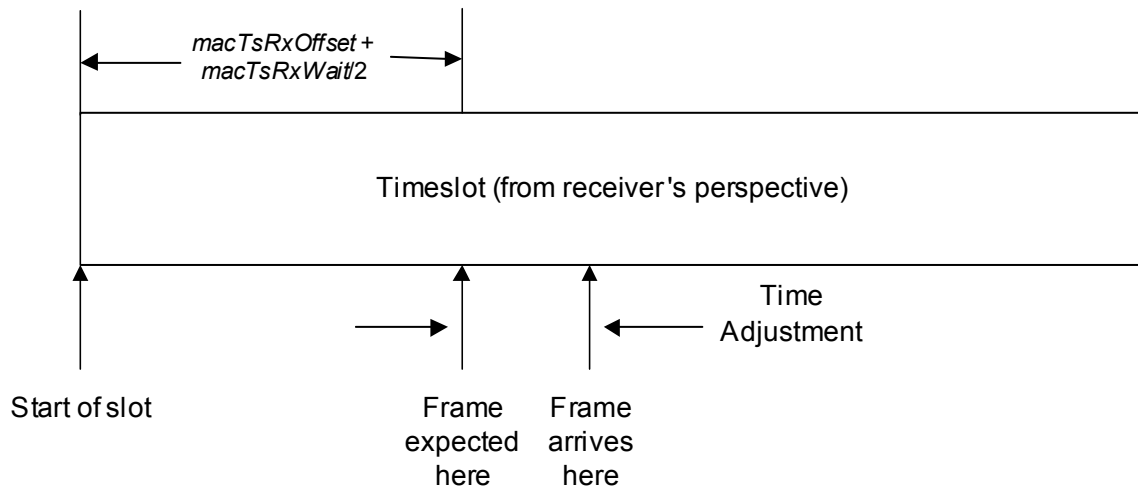 macTsRxOffset +
macTsRxWait/2
Timeslot (from receiver's perspective)
Time
Adjustment
Start of slot
Frame
expected
here
Frame
arrives
here